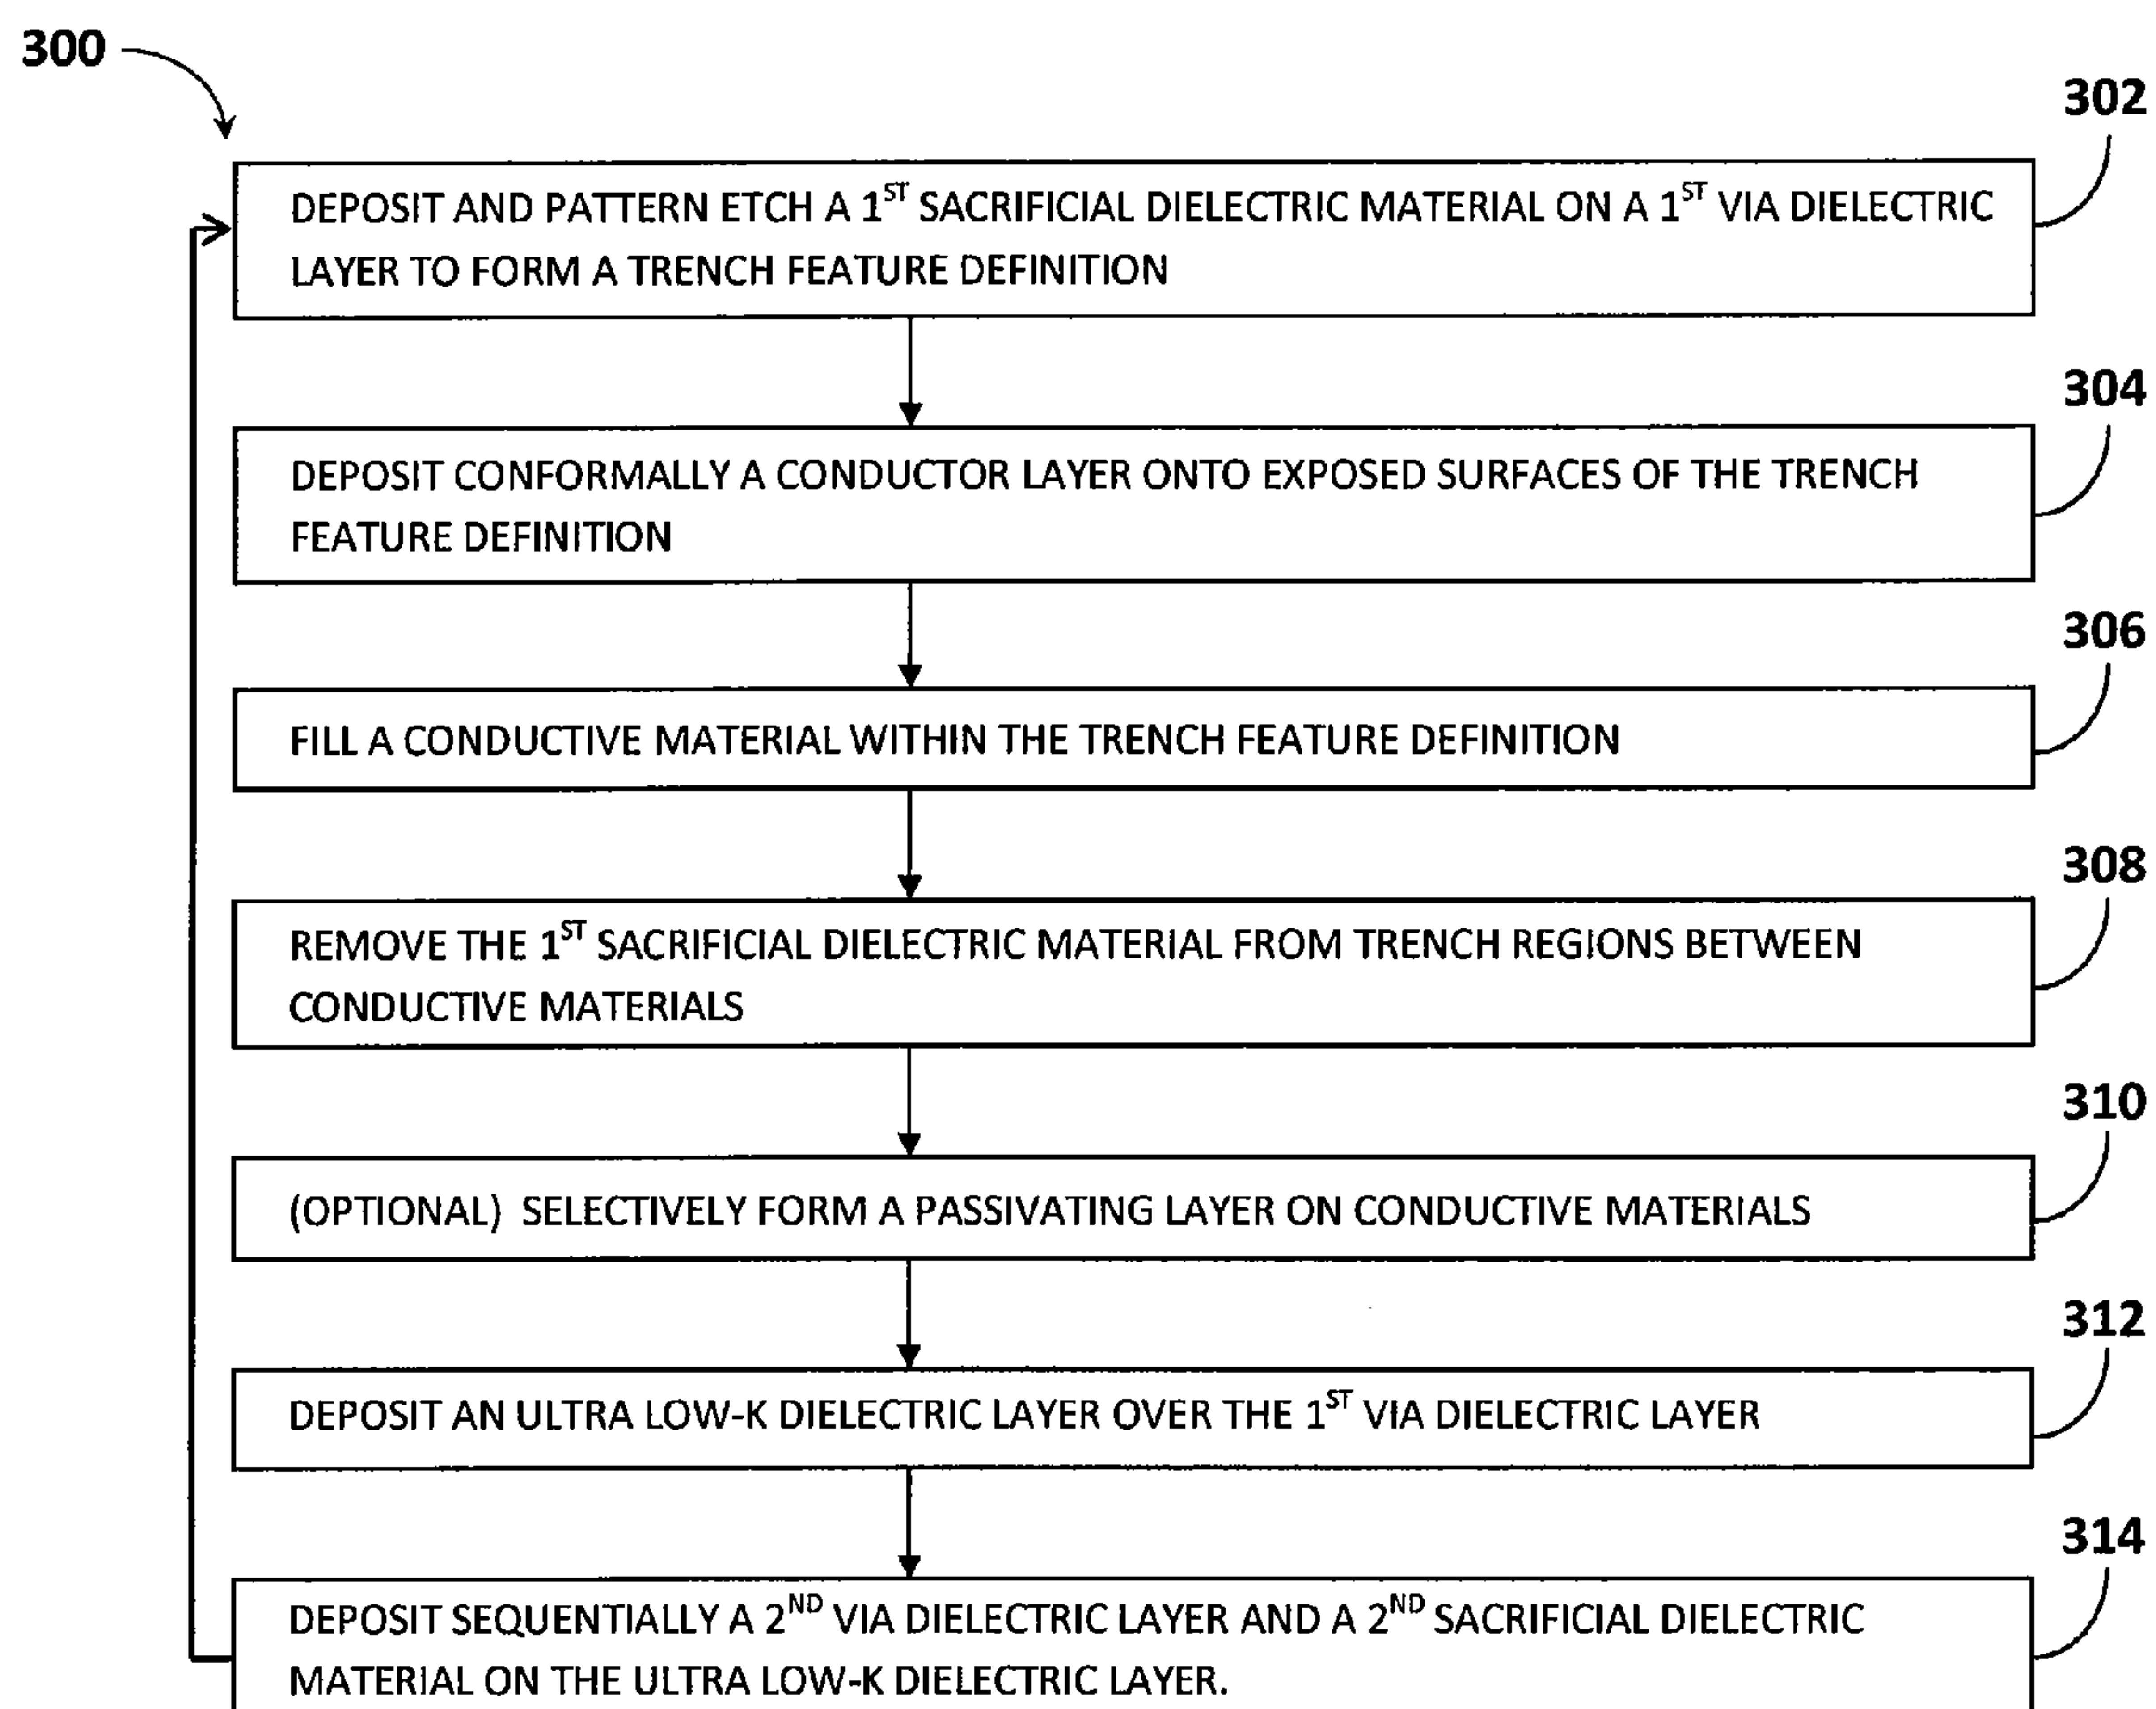 300
302
DEPOSIT AND PATTERN ETCH A 1ST SACRIFICIAL DIELECTRIC MATERIAL ON A 1ST VIA DIELECTRIC
LAYER TO FORM A TRENCH FEATURE DEFINITION
304
DEPOSIT CONFORMALLY A CONDUCTOR LAYER ONTO EXPOSED SURFACES OF THE TRENCH
FEATURE DEFINITION
306
FILL A CONDUCTIVE MATERIAL WITHIN THE TRENCH FEATURE DEFINITION
308
REMOVE THE 1ST SACRIFICIAL DIELECTRIC MATERIAL FROM TRENCH REGIONS BETWEEN
CONDUCTIVE MATERIALS
310
(OPTIONAL) SELECTIVELY FORM A PASSIVATING LAYER ON CONDUCTIVE MATERIALS
312
DEPOSIT AN ULTRA LOW-K DIELECTRIC LAYER OVER THE 1ST VIA DIELECTRIC LAYER
314
DEPOSIT SEQUENTIALLY A 2ND VIA DIELECTRIC LAYER AND A 2ND SACRIFICIAL DIELECTRIC
MATERIAL ON THE ULTRA LOW-K DIELECTRIC LAYER.